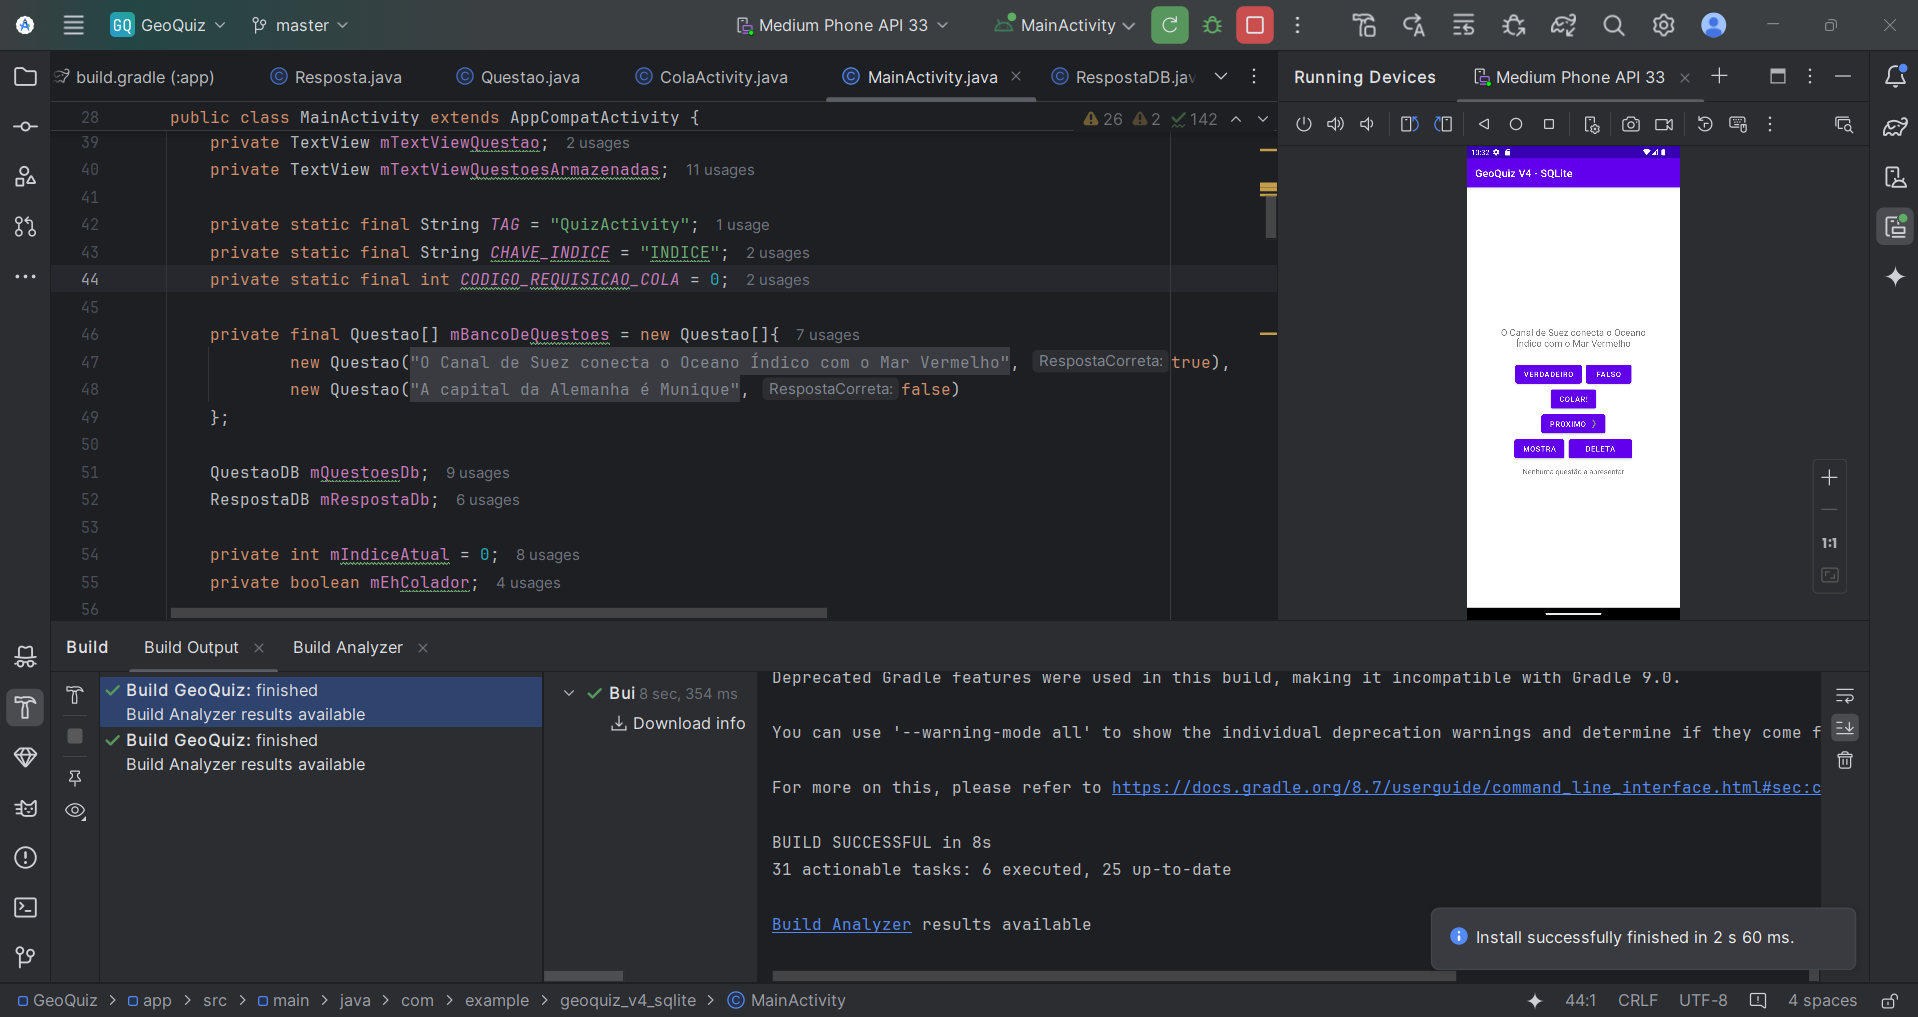 GQ GeoQuiz master Medium Phone API 33 MainActivity
build.gradle (:app) Resposta.java Questao.java ColaActivity.java MainActivity.java RespostaDB.jav
28 public class MainActivity extends AppCompatActivity { 26 2 142
39 private TextView mTextViewQuestao; 2 usages
40 private TextView mTextViewQuestoesArmazenadas; 11 usages
41
42 private static final String TAG = "QuizActivity"; 1 usage
43 private static final String CHAVE_INDICE = "INDICE"; 2 usages
44 private static final int CODIGO_REQUISICAO_COLA = 0; 2 usages
45
46 private final Questao[] mBancoDeQuestoes = new Questao[]{ 7 usages
47 new Questao("O Canal de Suez conecta o Oceano Índico com o Mar Vermelho", RespostaCorreta: true),
48 new Questao("A capital da Alemanha é Munique", RespostaCorreta: false)
49 };
50
51 QuestaoDB mQuestoesDb; 9 usages
52 RespostaDB mRespostaDb; 6 usages
53
54 private int mIndiceAtual = 0; 8 usages
55 private boolean mEhColador; 4 usages
56
Running Devices Medium Phone API 33
10:32
GeoQuiz V4 - SQLite
O Canal de Suez conecta o Oceano
Índico com o Mar Vermelho
VERDADEIRO FALSO
COLAR!
PROXIMO
MOSTRA DELETA
Nenhuma questão a apresentar
1:1
Build Build Output Build Analyzer
Build GeoQuiz: finished
Build Analyzer results available
Build GeoQuiz: finished
Build Analyzer results available
Bui 8 sec, 354 ms
Download info
Deprecated Gradle features were used in this build, making it incompatible with Gradle 9.0.
You can use '--warning-mode all' to show the individual deprecation warnings and determine if they come f
For more on this, please refer to https://docs.gradle.org/8.7/userguide/command_line_interface.html#sec:c
BUILD SUCCESSFUL in 8s
31 actionable tasks: 6 executed, 25 up-to-date
Build Analyzer results available
Install successfully finished in 2 s 60 ms.
GeoQuiz > app > src > main > java > com > example > geoquiz_v4_sqlite > MainActivity 44:1 CRLF UTF-8 4 spaces